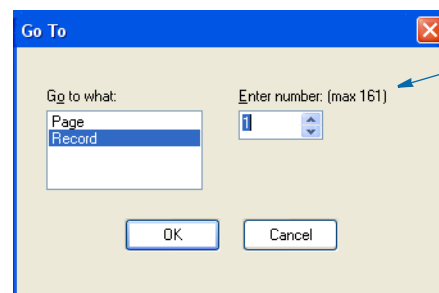 Go To
Go to what:
Page
Record
Enter number: (max 161)
1
OK
Cancel